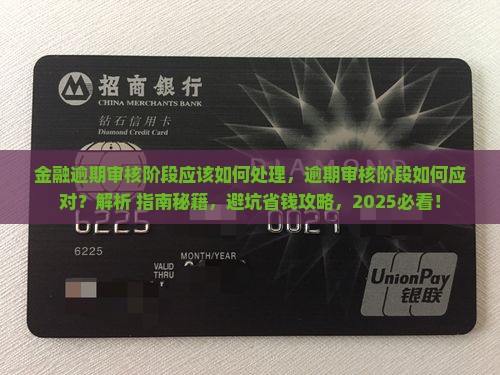 招商銀行
CHINA MERCHANTS BANK
钻石信用卡
Diamond Credit Card
金融逾期审核阶段应该如何处理，逾期审核阶段如何应
对？解析 指南秘籍，避坑省钱攻略，2025必看！
6225 0029
6225
MONTH/YEAR
VALID
THRU
UnionPay
银联